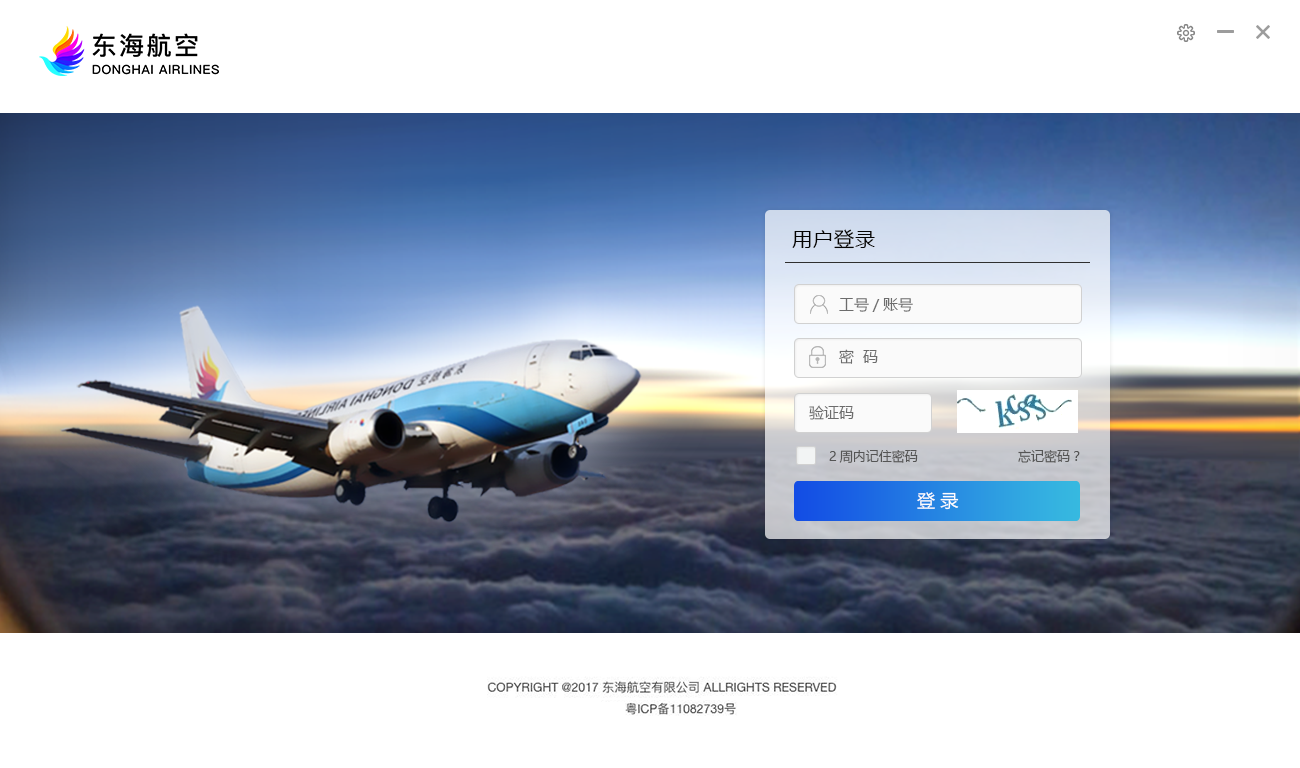 东海航空
DONGHAI AIRLINES
用户登录
工号 / 账号
密 码
验证码
2 周内记住密码
忘记密码 ?
登 录
东海航空 DONGHAI AIRLINES
COPYRIGHT @2017 东海航空有限公司 ALLRIGHTS RESERVED
粤ICP备11082739号